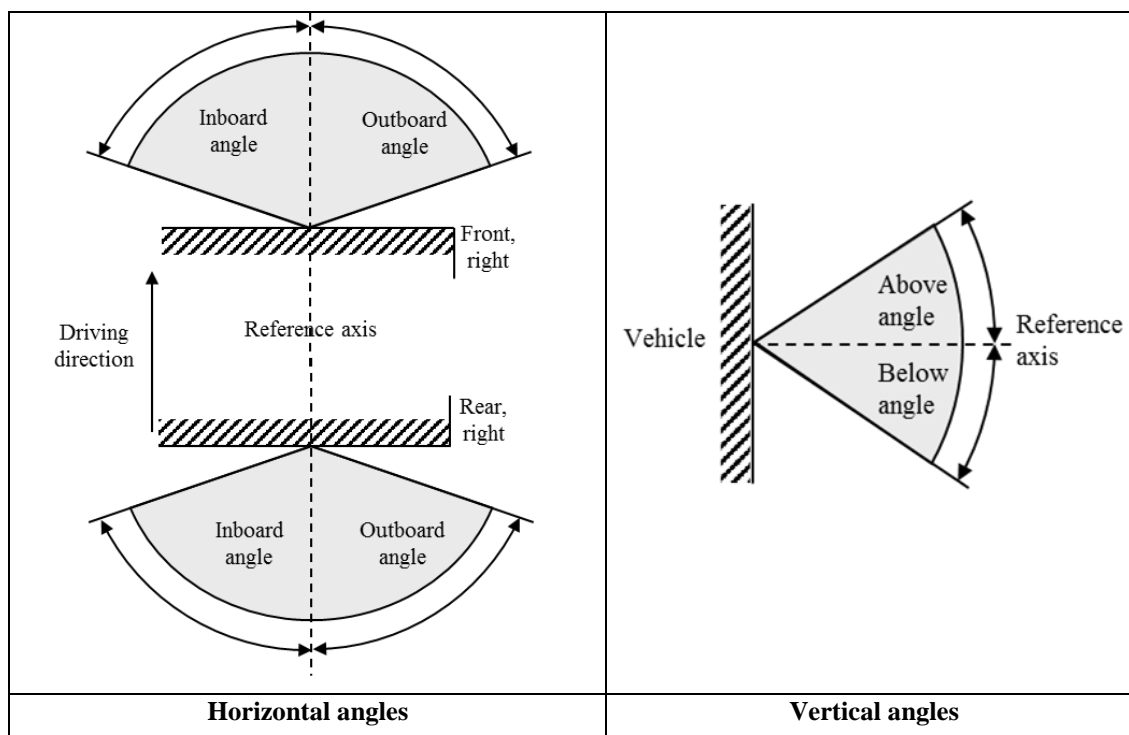 Inboard
angle
Outboard
angle
Front,
right
Driving
direction
Reference axis
Rear,
right
Inboard
angle
Outboard
angle
Horizontal angles
Vehicle
Above
angle
Below
angle
Reference
axis
Vertical angles